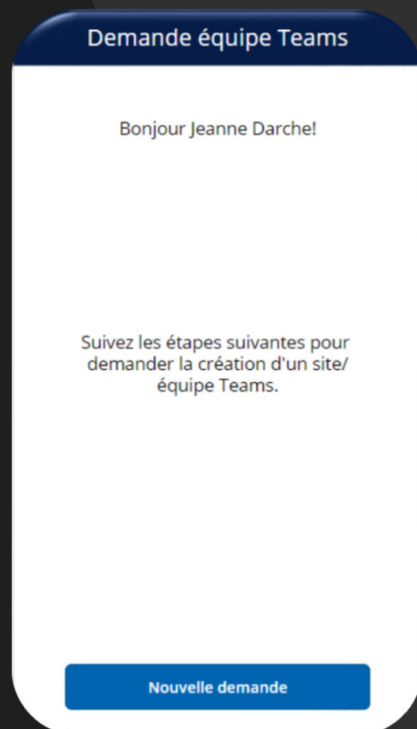 Demande équipe Teams
Bonjour Jeanne Darche!
Suivez les étapes suivantes pour
demander la création d'un site/
équipe Teams.
Nouvelle demande